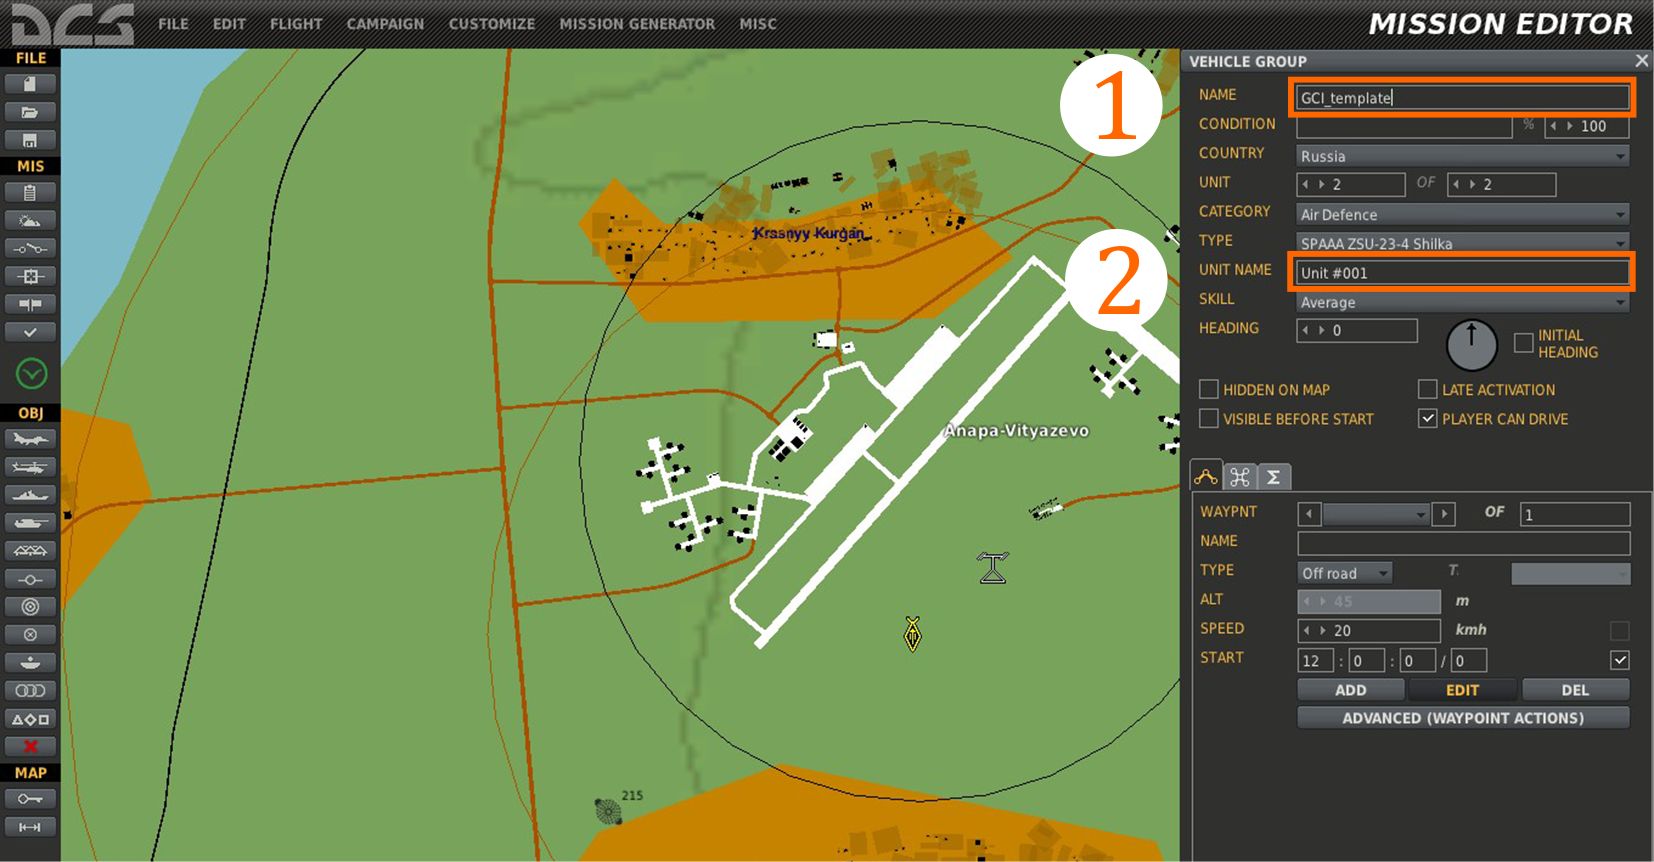 DCS FILE EDIT FLIGHT CAMPAIGN CUSTOMIZE MISSION GENERATOR MISC MISSION EDITOR
FILE
MIS
OBJ
MAP
1
2
Krasnyy Kurgan
Anapa-Vityazevo
215
VEHICLE GROUP
NAME GCI_template
CONDITION % 100
COUNTRY Russia
UNIT 2 OF 2
CATEGORY Air Defence
TYPE SPAAA ZSU-23-4 Shilka
UNIT NAME Unit #001
SKILL Average
HEADING 0 INITIAL HEADING
HIDDEN ON MAP LATE ACTIVATION
VISIBLE BEFORE START PLAYER CAN DRIVE
WAYPNT OF 1
NAME
TYPE Off road T.
ALT 45 m
SPEED 20 kmh
START 12 : 0 : 0 / 0
ADD EDIT DEL
ADVANCED (WAYPOINT ACTIONS)